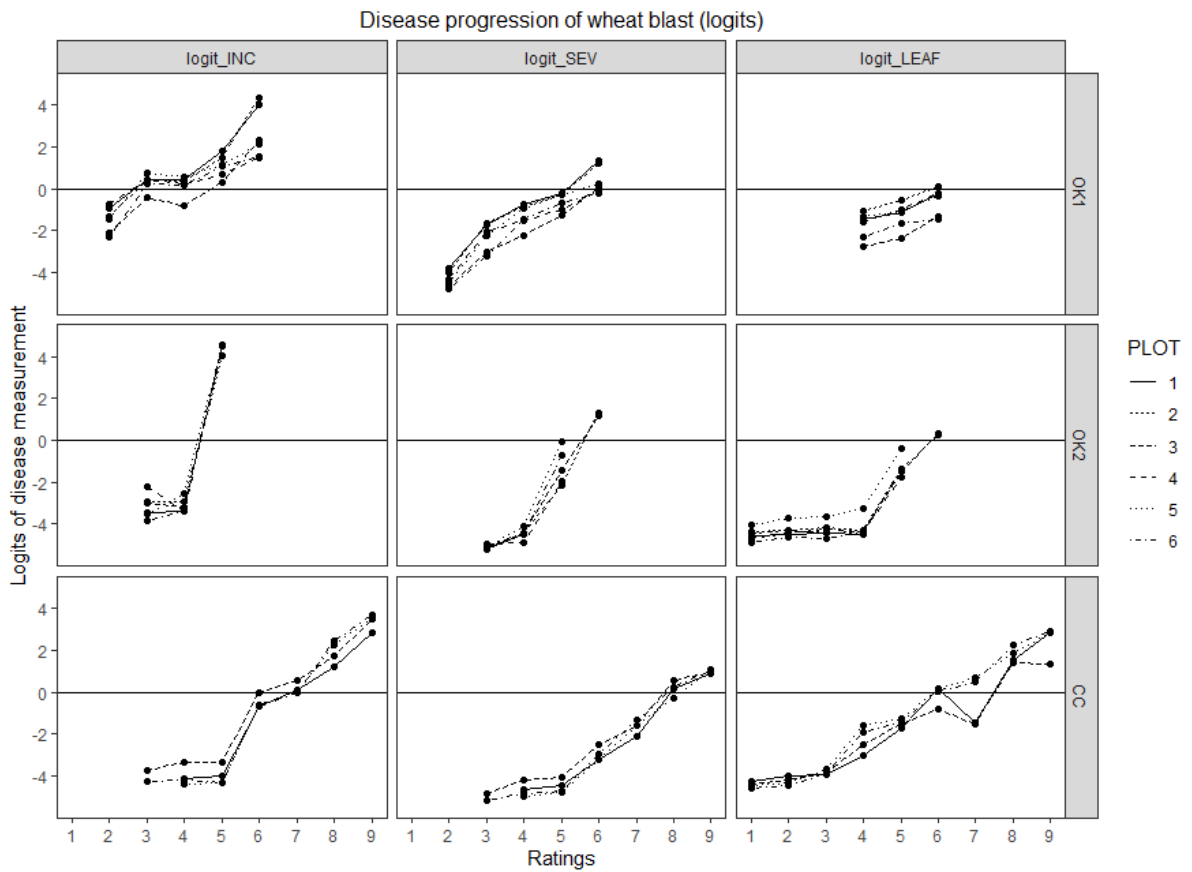 Disease progression of wheat blast (logits)
logit_INC
logit_SEV
logit_LEAF
4
2
0
-2
-4
OK1
4
2
0
-2
-4
OK2
4
2
0
-2
-4
CC
Logits of disease measurement
1 2 3 4 5 6 7 8 9
1 2 3 4 5 6 7 8 9
1 2 3 4 5 6 7 8 9
Ratings
PLOT
1
2
3
4
5
6